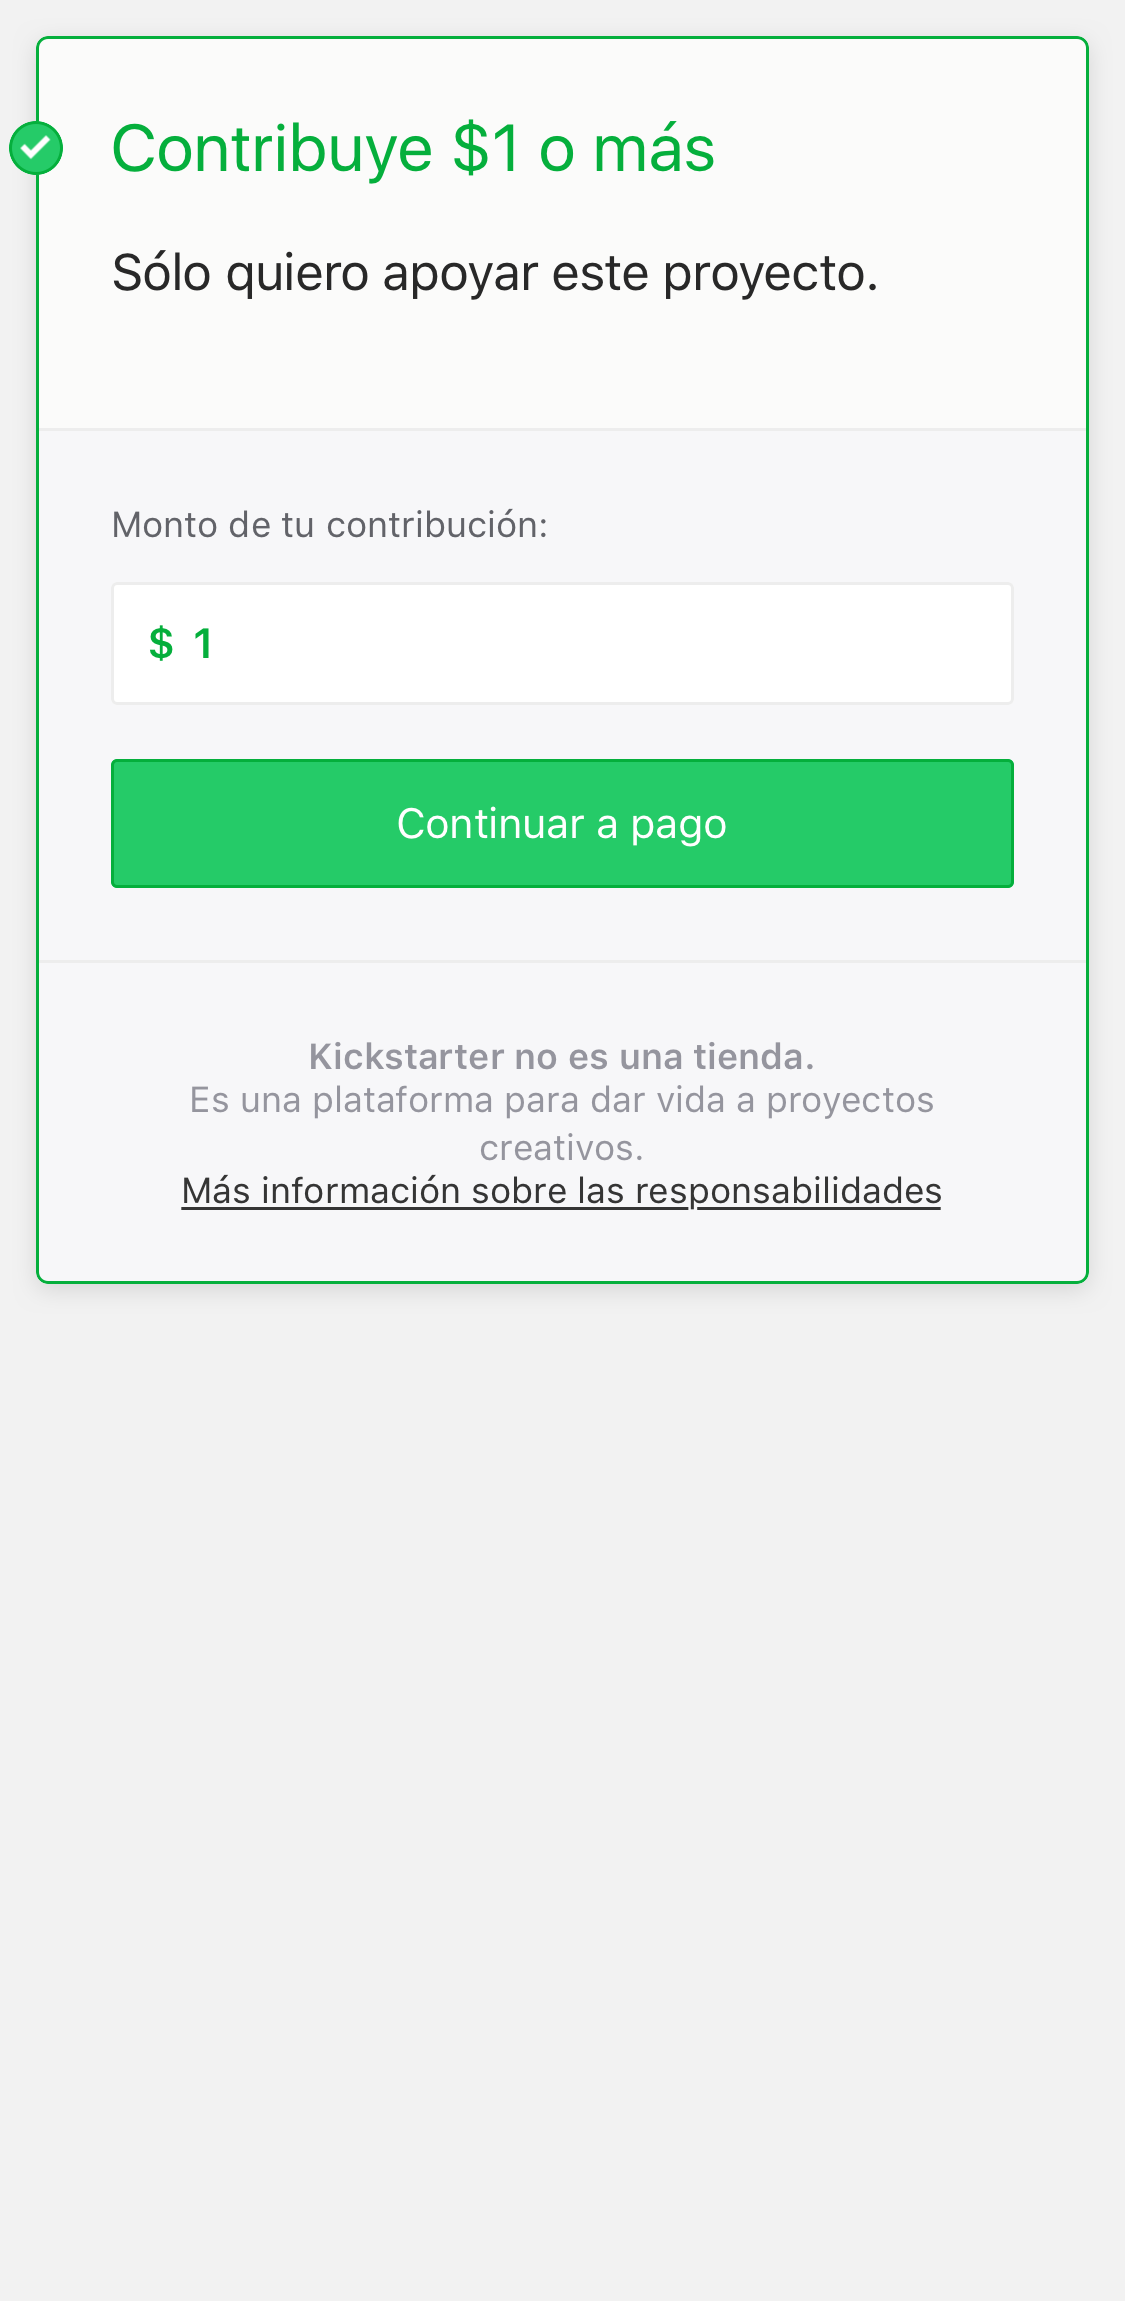 Contribuye $1 o más
Sólo quiero apoyar este proyecto.
Monto de tu contribución:
$ 1
Continuar a pago
Kickstarter no es una tienda.
Es una plataforma para dar vida a proyectos
creativos.
Más información sobre las responsabilidades